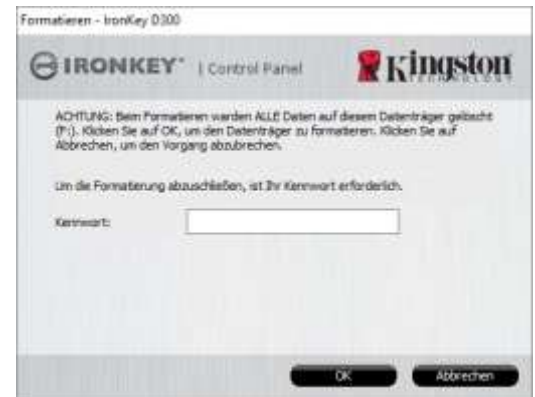 Formatieren - IronKey D300
IRONKEY | Control Panel
Kingston
TECHNOLOGY
ACHTUNG: Beim Formatieren warden ALLE Daten auf diesem Datenträger gelöscht
(F:). Klicken Sie auf OK, um den Datenträger zu formatieren. Klicken Sie auf
Abbrechen, um den Vorgang abzubrechen.
Um die Formatierung abzuschließen, ist Ihr Kennwort erforderlich.
Kennwort:
OK
Abbrechen